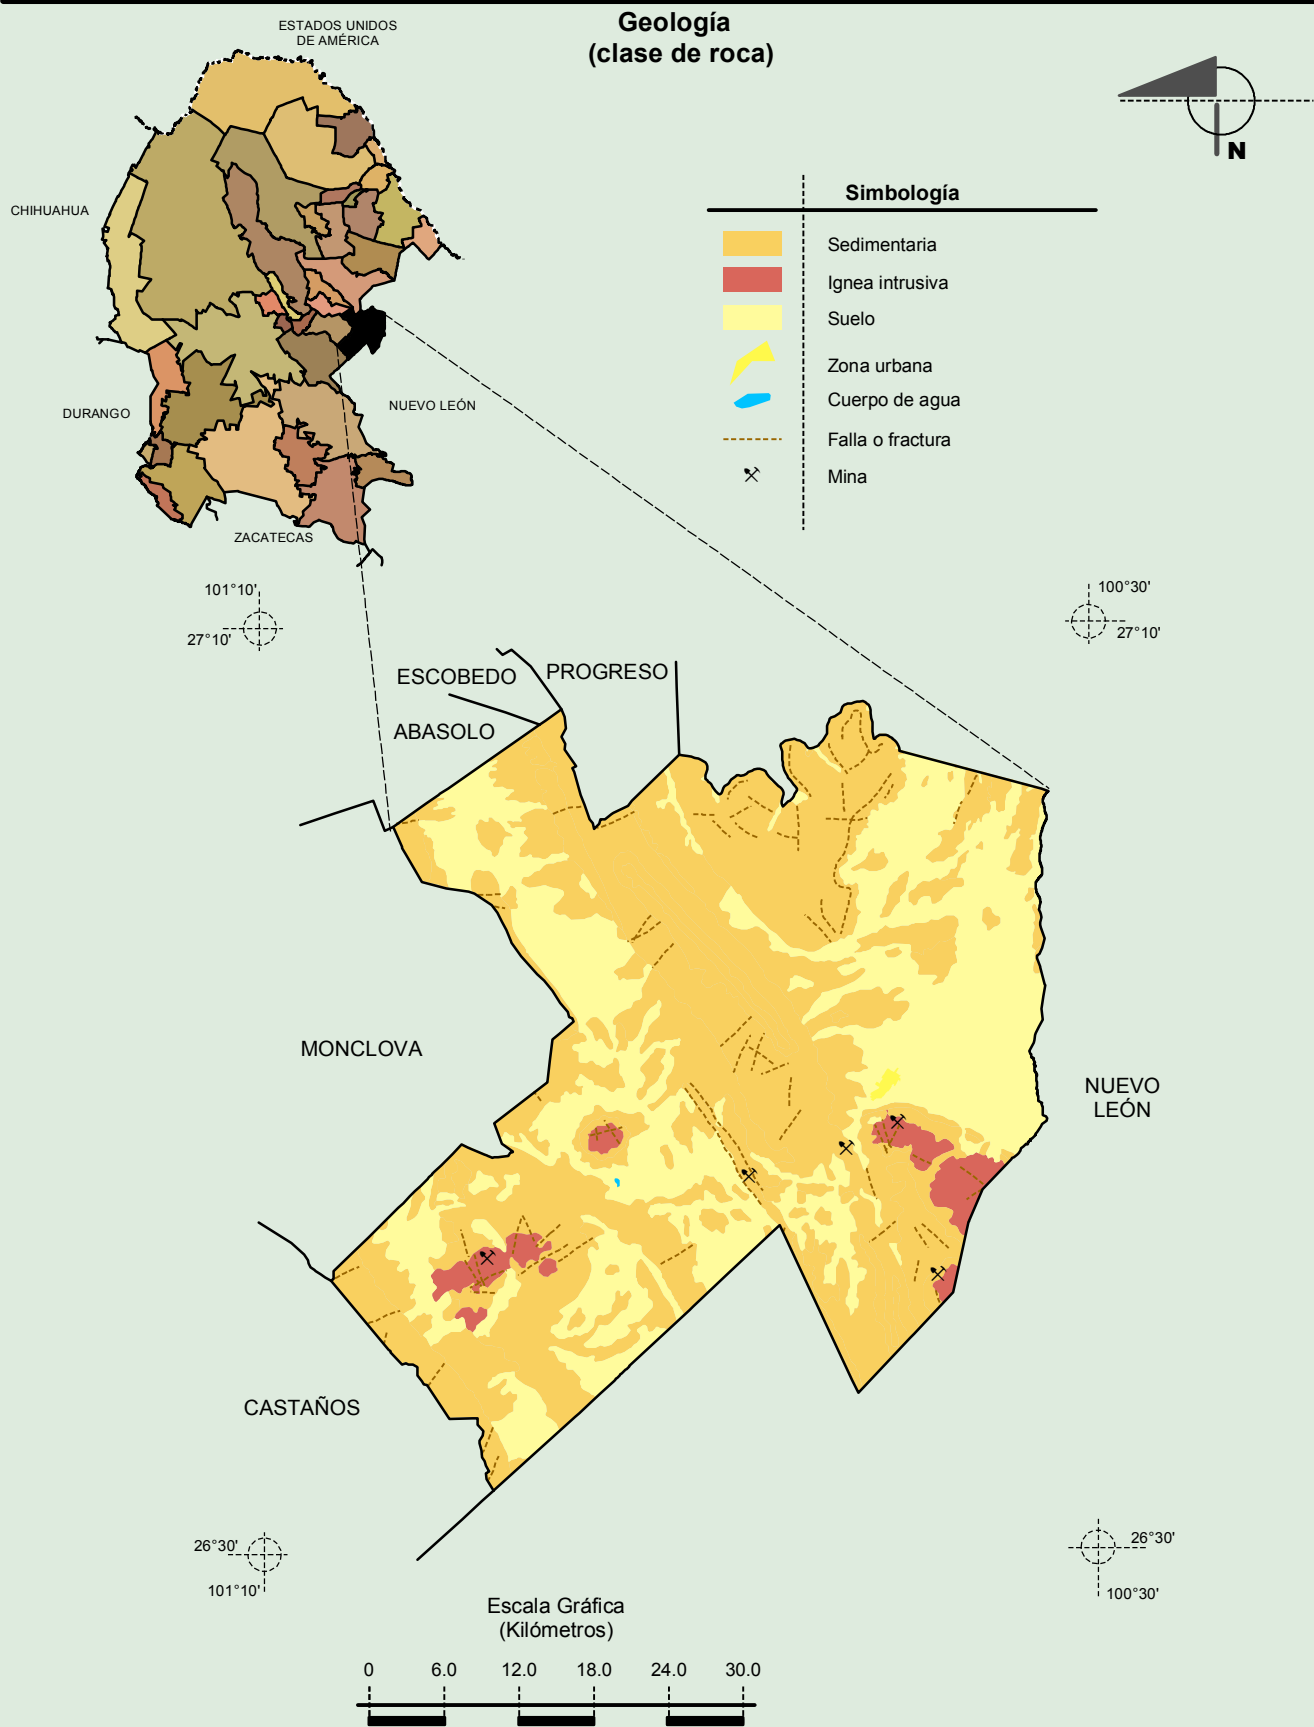 Geología
(clase de roca)
ESTADOS UNIDOS
DE AMÉRICA
CHIHUAHUA
DURANGO
NUEVO LEÓN
ZACATECAS
N
Simbología
Sedimentaria
Ignea intrusiva
Suelo
Zona urbana
Cuerpo de agua
Falla o fractura
Mina
101°10'
27°10'
100°30'
27°10'
ESCOBEDO
PROGRESO
ABASOLO
MONCLOVA
NUEVO
LEÓN
CASTAÑOS
26°30'
101°10'
26°30'
100°30'
Escala Gráfica
(Kilómetros)
0 6.0 12.0 18.0 24.0 30.0